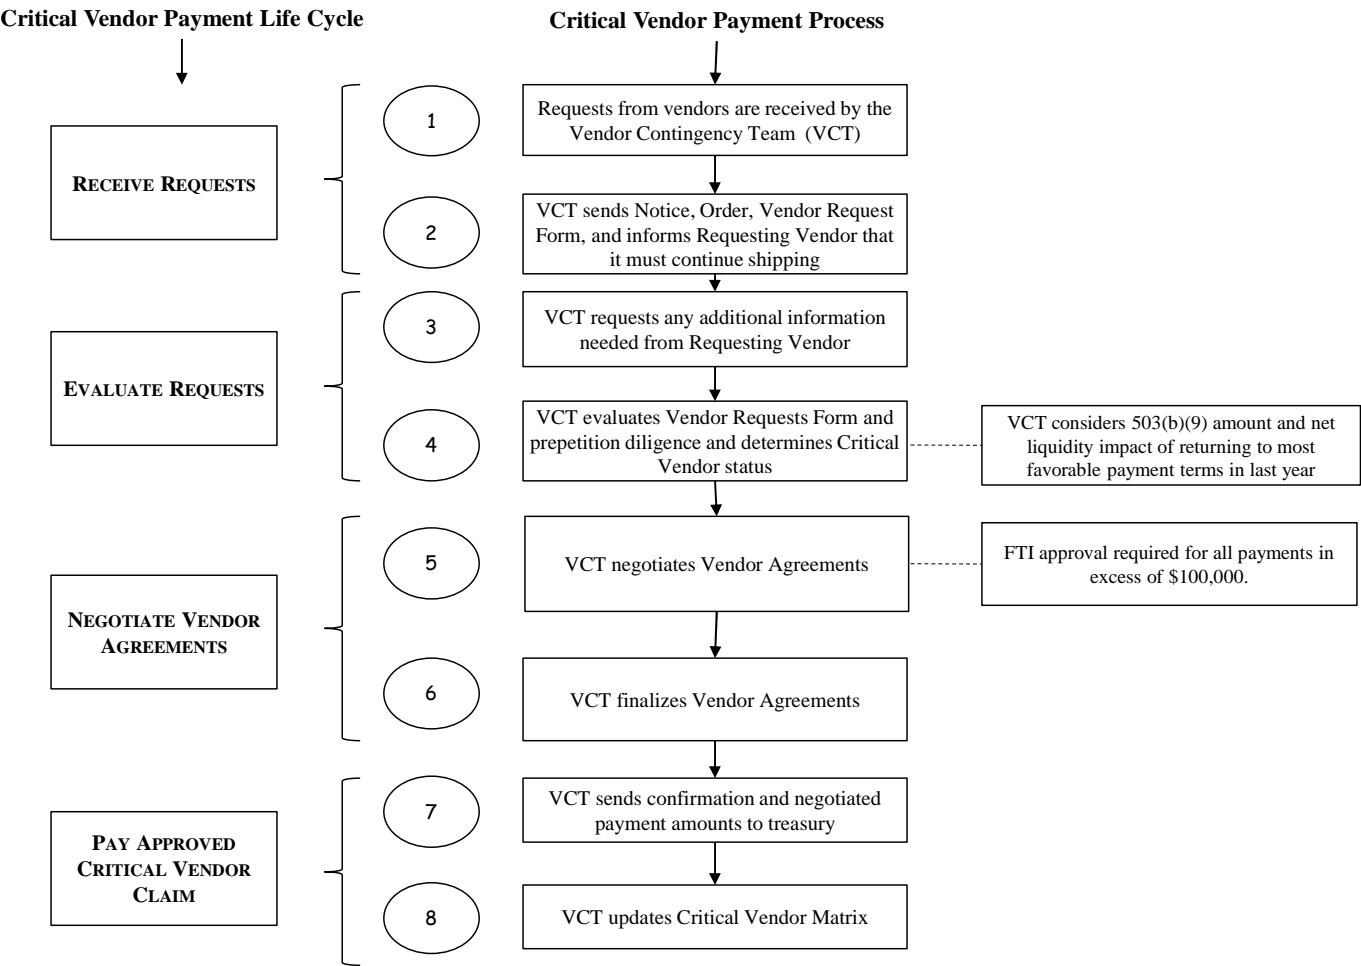 Critical Vendor Payment Life Cycle
Critical Vendor Payment Process
RECEIVE REQUESTS
1
Requests from vendors are received by the
Vendor Contingency Team (VCT)
2
VCT sends Notice, Order, Vendor Request
Form, and informs Requesting Vendor that
it must continue shipping
EVALUATE REQUESTS
3
VCT requests any additional information
needed from Requesting Vendor
4
VCT evaluates Vendor Requests Form and
prepetition diligence and determines Critical
Vendor status
VCT considers 503(b)(9) amount and net
liquidity impact of returning to most
favorable payment terms in last year
NEGOTIATE VENDOR
AGREEMENTS
5
VCT negotiates Vendor Agreements
FTI approval required for all payments in
excess of $100,000.
6
VCT finalizes Vendor Agreements
PAY APPROVED
CRITICAL VENDOR
CLAIM
7
VCT sends confirmation and negotiated
payment amounts to treasury
8
VCT updates Critical Vendor Matrix